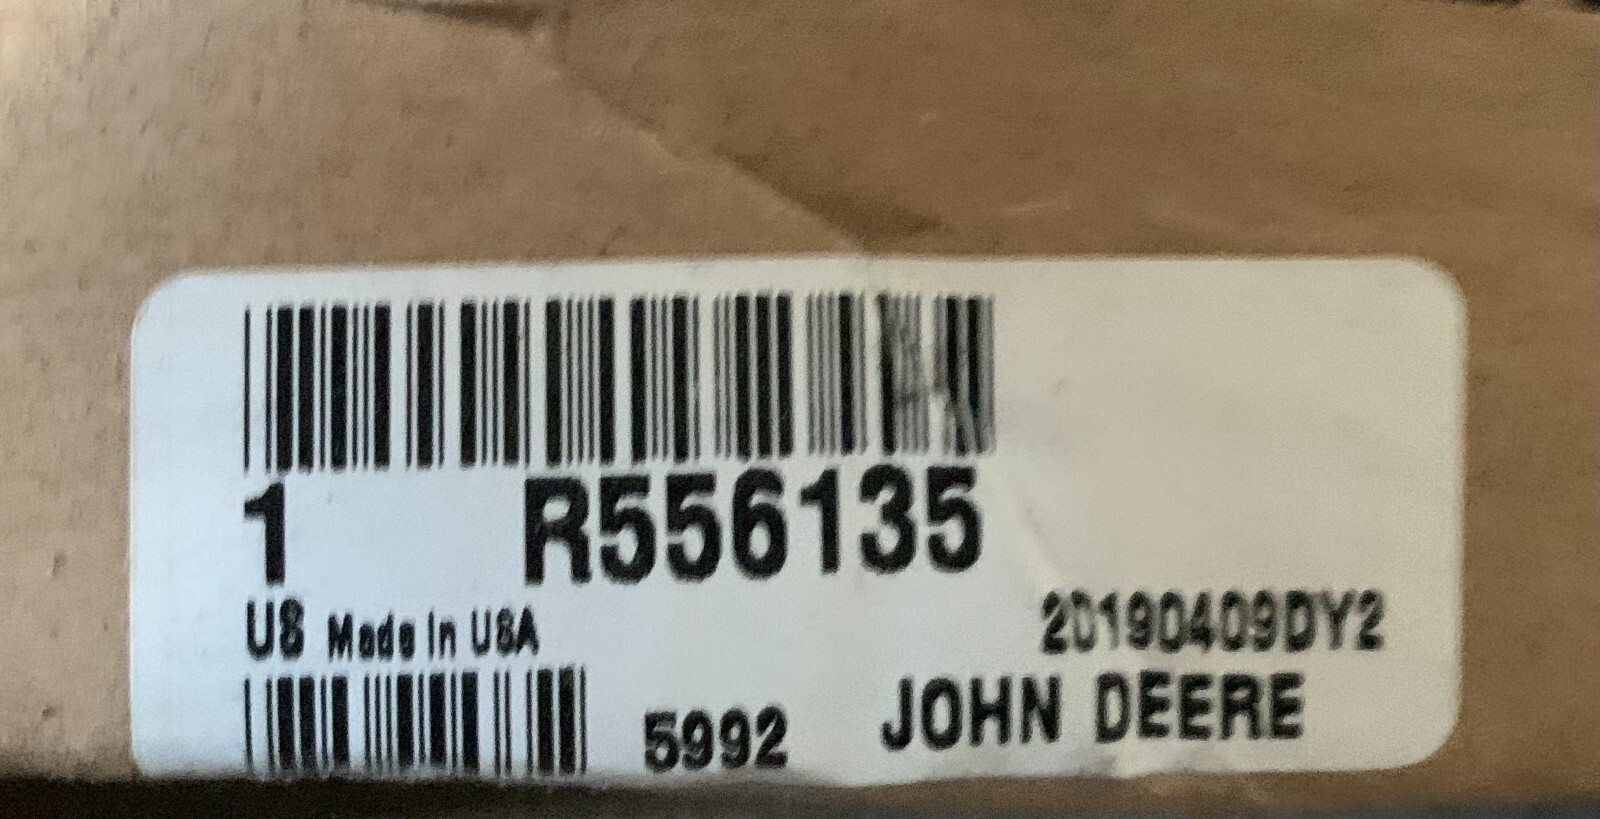 1 R556135
US Made In USA 20190409DY2
5992 JOHN DEERE